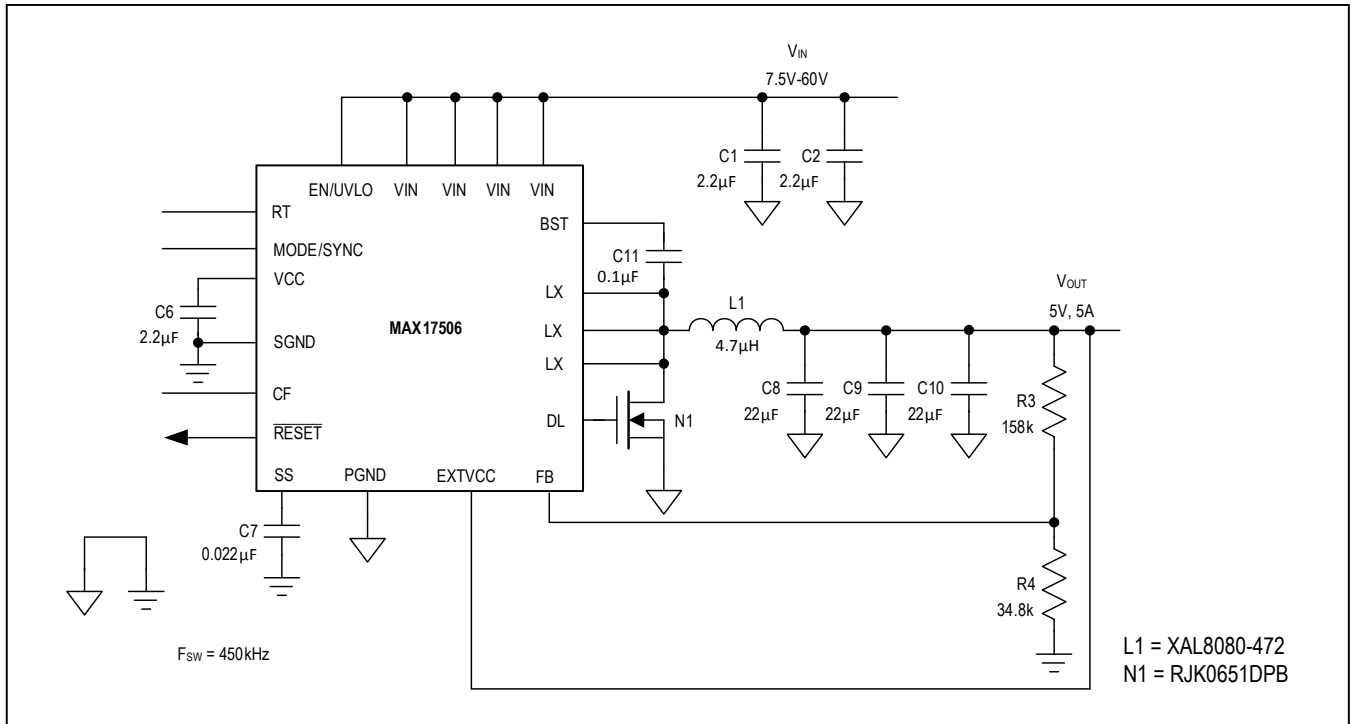 VIN
7.5V-60V
C1
2.2µF
C2
2.2µF
EN/UVLO VIN VIN VIN VIN
RT
MODE/SYNC
VCC
C6
2.2µF
SGND
CF
RESET
MAX17506
BST
C11
0.1µF
LX
LX
LX
DL
N1
L1
4.7µH
VOUT
5V, 5A
C8
22µF
C9
22µF
C10
22µF
R3
158k
SS PGND EXTVCC FB
C7
0.022µF
R4
34.8k
FSW = 450kHz
L1 = XAL8080-472
N1 = RJK0651DPB